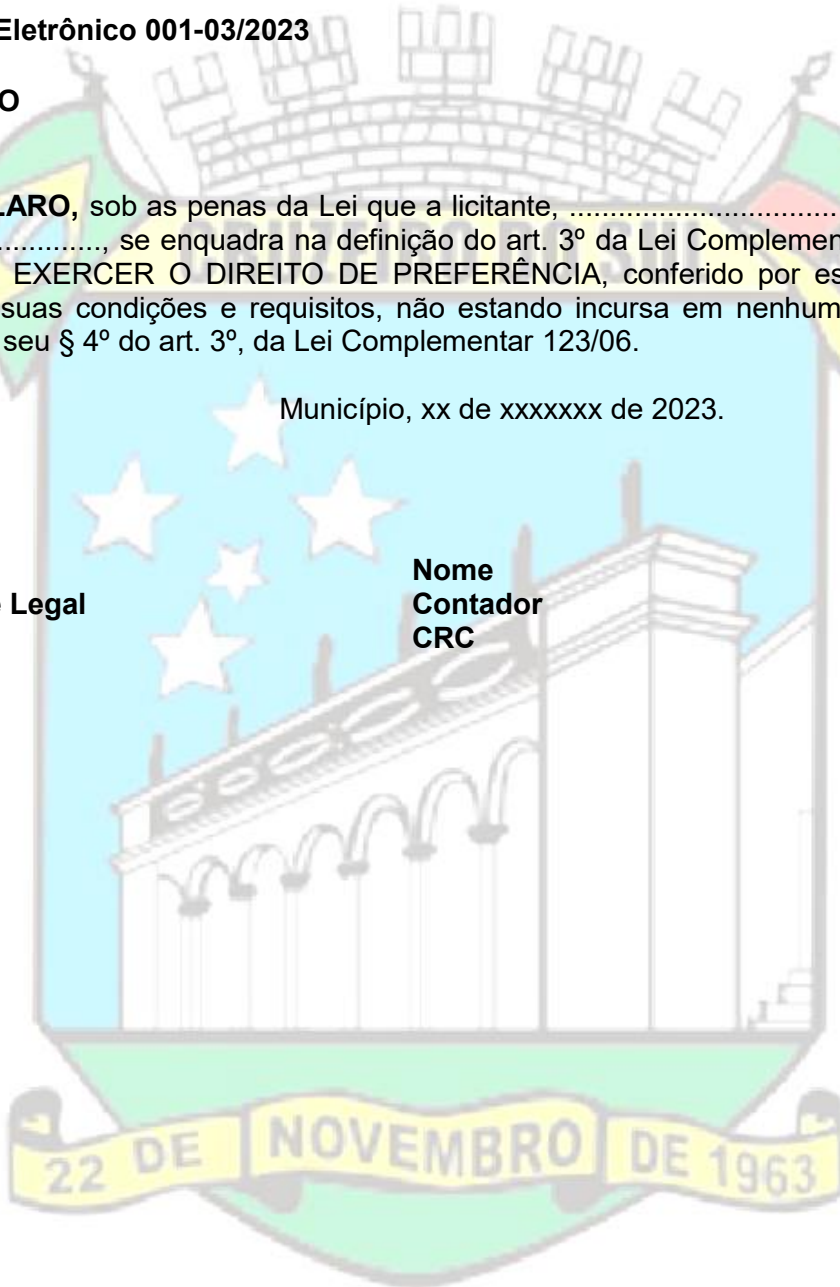 Eletrônico 001-03/2023
O
LARO, sob as penas da Lei que a licitante, ................................
............., se enquadra na definição do art. 3º da Lei Complemen
EXERCER O DIREITO DE PREFERÊNCIA, conferido por es
suas condições e requisitos, não estando incursa em nenhum
seu § 4º do art. 3º, da Lei Complementar 123/06.
Município, xx de xxxxxxx de 2023.
Nome
Legal
Contador
CRC
22 DE NOVEMBRO DE 1963